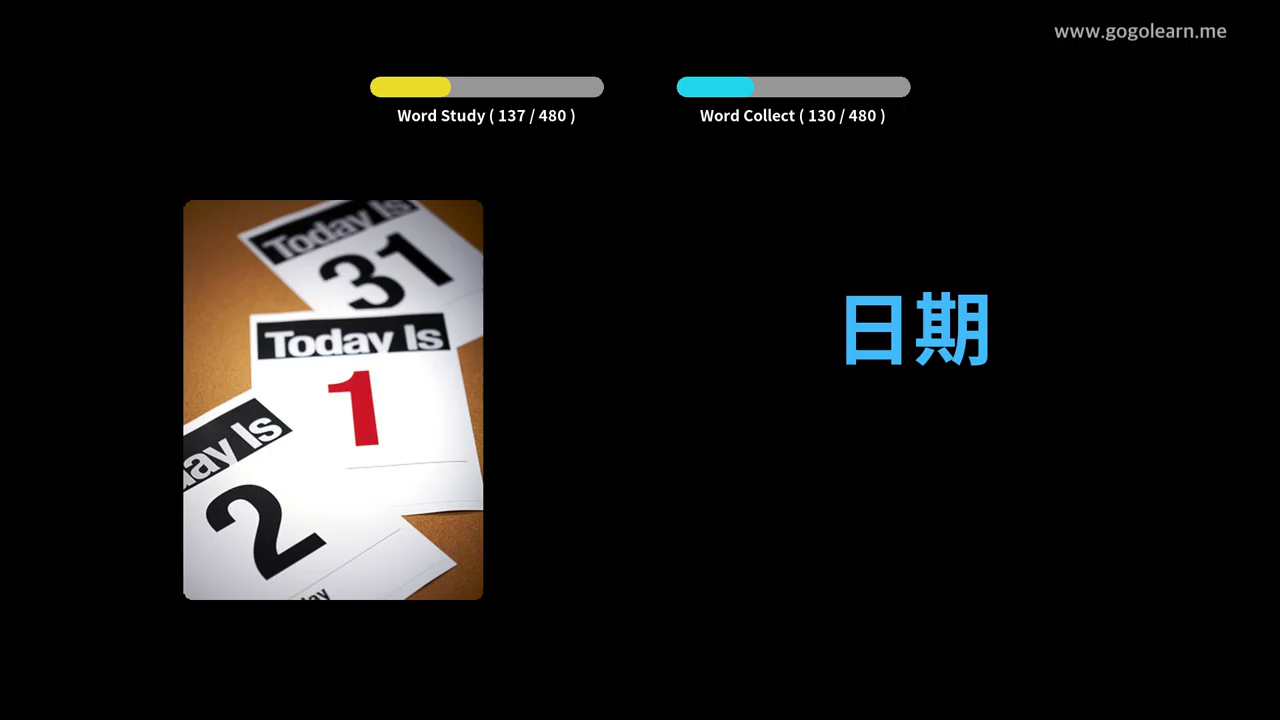 www.gogolearn.me
Word Study ( 137 / 480 )
Word Collect ( 130 / 480 )
Today Is
31
Today Is
1
ay Is
2
日期